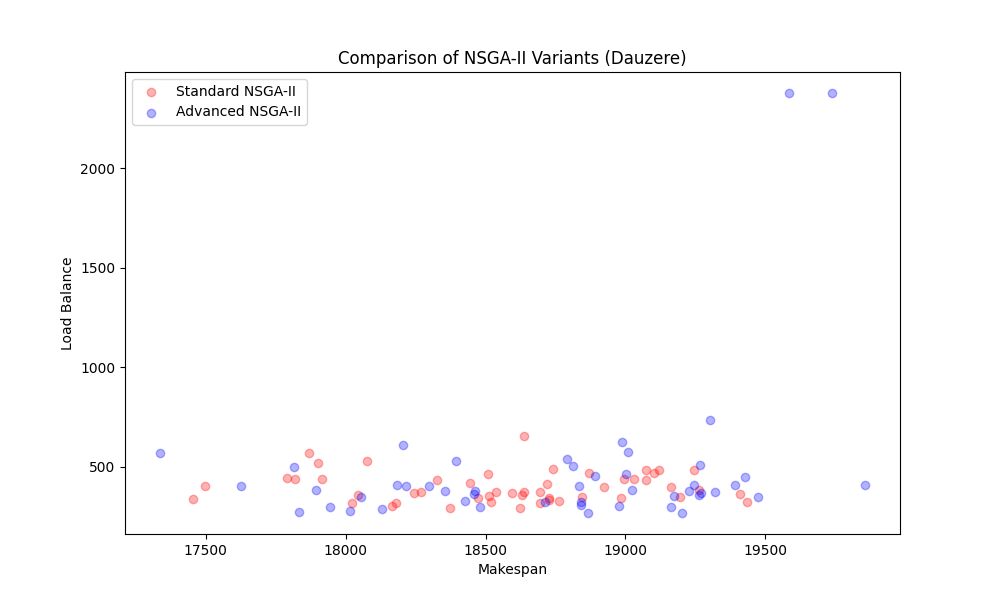 Comparison of NSGA-II Variants (Dauzere)
Standard NSGA-II
Advanced NSGA-II
2000
1500
1000
500
Load Balance
17500 18000 18500 19000 19500
Makespan